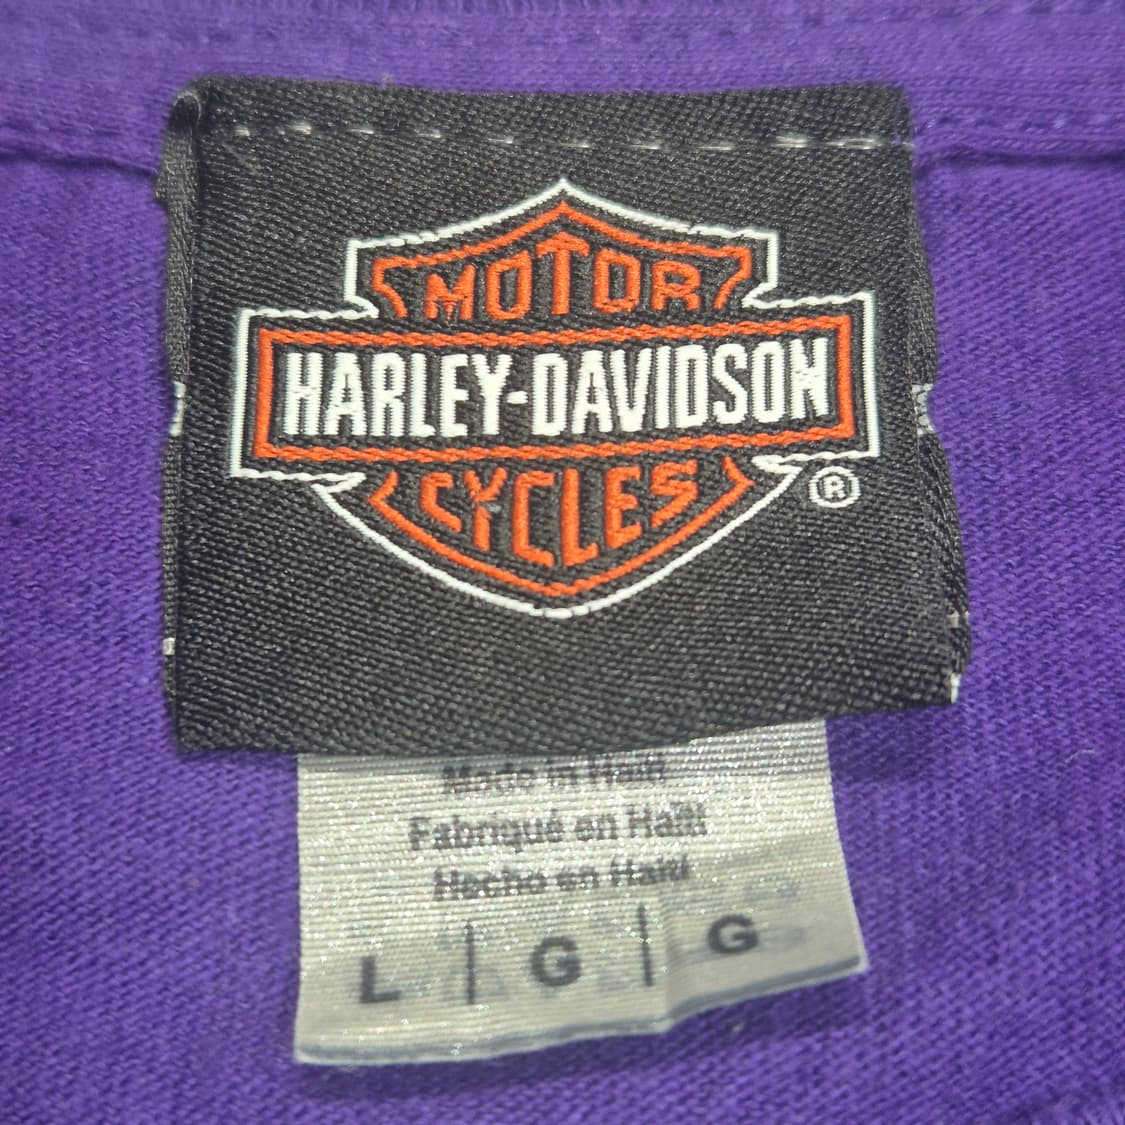 MOTOR
HARLEY-DAVIDSON
CYCLES
®
Made in Haiti
Fabriqué en Haïti
Hecho en Haití
L | G | G